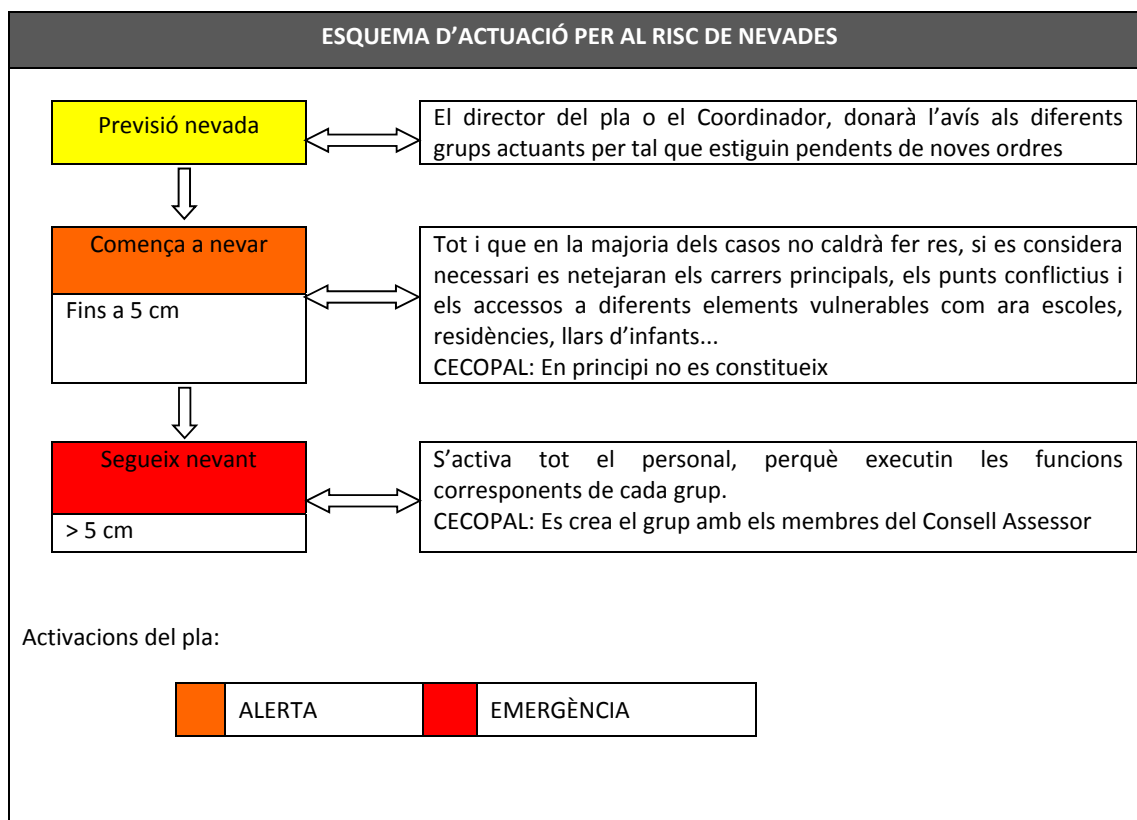 ESQUEMA D’ACTUACIÓ PER AL RISC DE NEVADES
Previsió nevada
El director del pla o el Coordinador, donarà l’avís als diferents
grups actuants per tal que estiguin pendents de noves ordres
Comença a nevar
Fins a 5 cm
Tot i que en la majoria dels casos no caldrà fer res, si es considera
necessari es netejaran els carrers principals, els punts conflictius i
els accessos a diferents elements vulnerables com ara escoles,
residències, llars d’infants...
CECOPAL: En principi no es constitueix
Segueix nevant
> 5 cm
S’activa tot el personal, perquè executin les funcions
corresponents de cada grup.
CECOPAL: Es crea el grup amb els membres del Consell Assessor
Activacions del pla:
ALERTA
EMERGÈNCIA